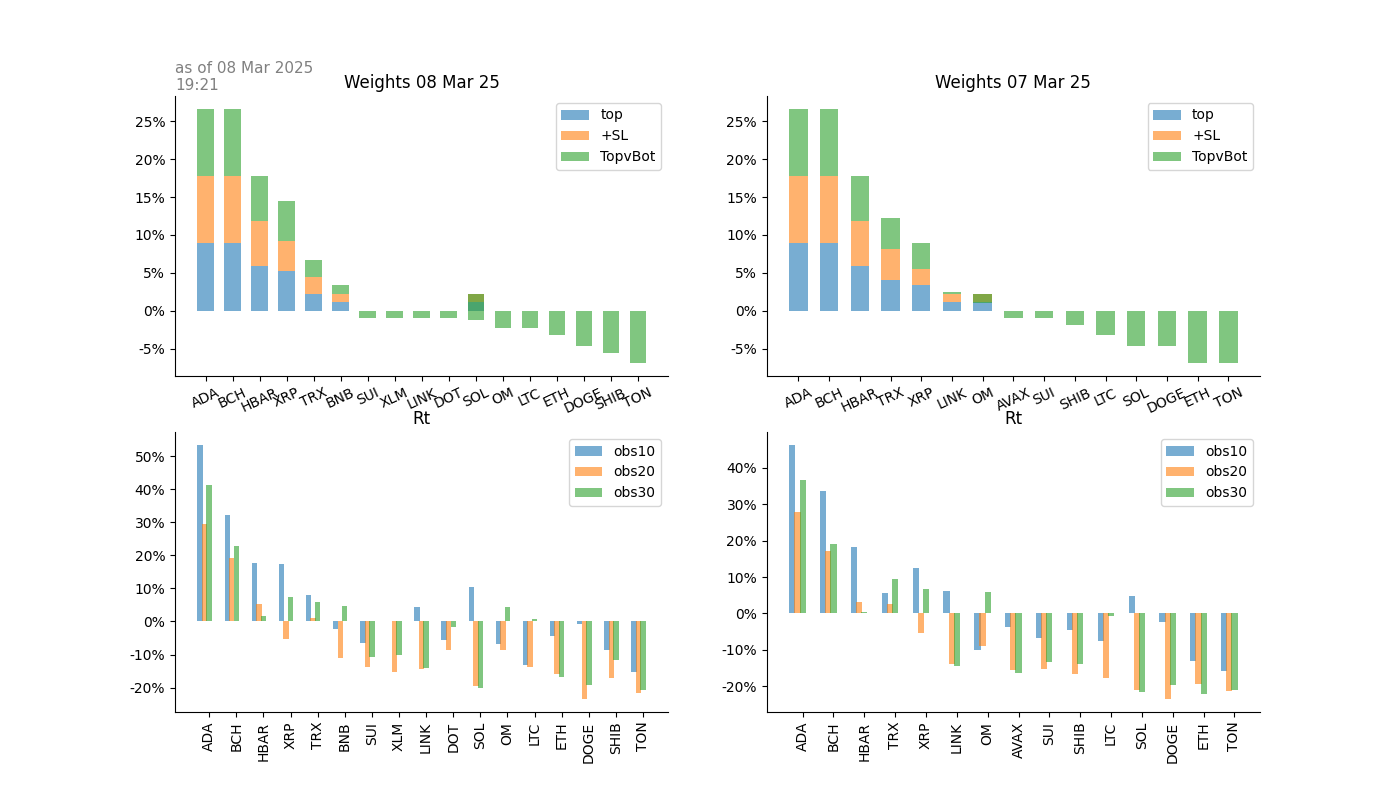 as of 08 Mar 2025
19:21
Weights 08 Mar 25
25%
20%
15%
10%
5%
0%
-5%
top
+SL
TopvBot
ADA BCH HBAR XRP TRX BNB SUI XLM LINK DOT SOL OM LTC ETH DOGE SHIB TON
Weights 07 Mar 25
25%
20%
15%
10%
5%
0%
-5%
top
+SL
TopvBot
ADA BCH HBAR TRX XRP LINK OM AVAX SUI SHIB LTC SOL DOGE ETH TON
Rt
50%
40%
30%
20%
10%
0%
-10%
-20%
obs10
obs20
obs30
ADA BCH HBAR XRP TRX BNB SUI XLM LINK DOT SOL OM LTC ETH DOGE SHIB TON
Rt
40%
30%
20%
10%
0%
-10%
-20%
obs10
obs20
obs30
ADA BCH HBAR TRX XRP LINK OM AVAX SUI SHIB LTC SOL DOGE ETH TON